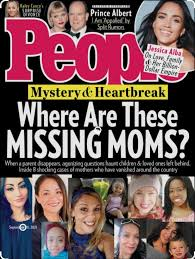 Kaley Cuoco's
SURPRISE
DIVORCE
Prince Albert
'I Am Appalled' by
Split Rumors
People
Jessica Alba
On Love, Family
& Her Billion-
Dollar Empire
Mystery & Heartbreak
Where Are These
MISSING MOMS?
When a parent disappears, agonizing questions haunt children & loved ones left behind.
Inside 8 shocking cases of mothers who have vanished around the country